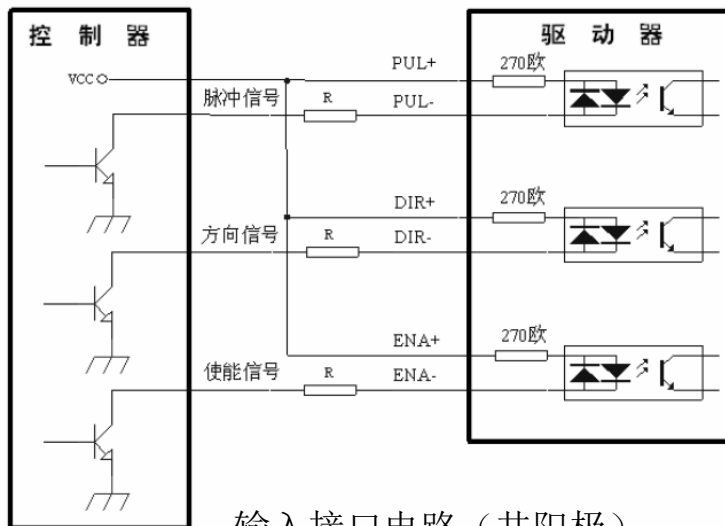 控 制 器
驱 动 器
VCC
PUL+
270欧
脉冲信号
R
PUL-
DIR+
270欧
方向信号
R
DIR-
ENA+
270欧
使能信号
R
ENA-
输入接口电路（共阳极）